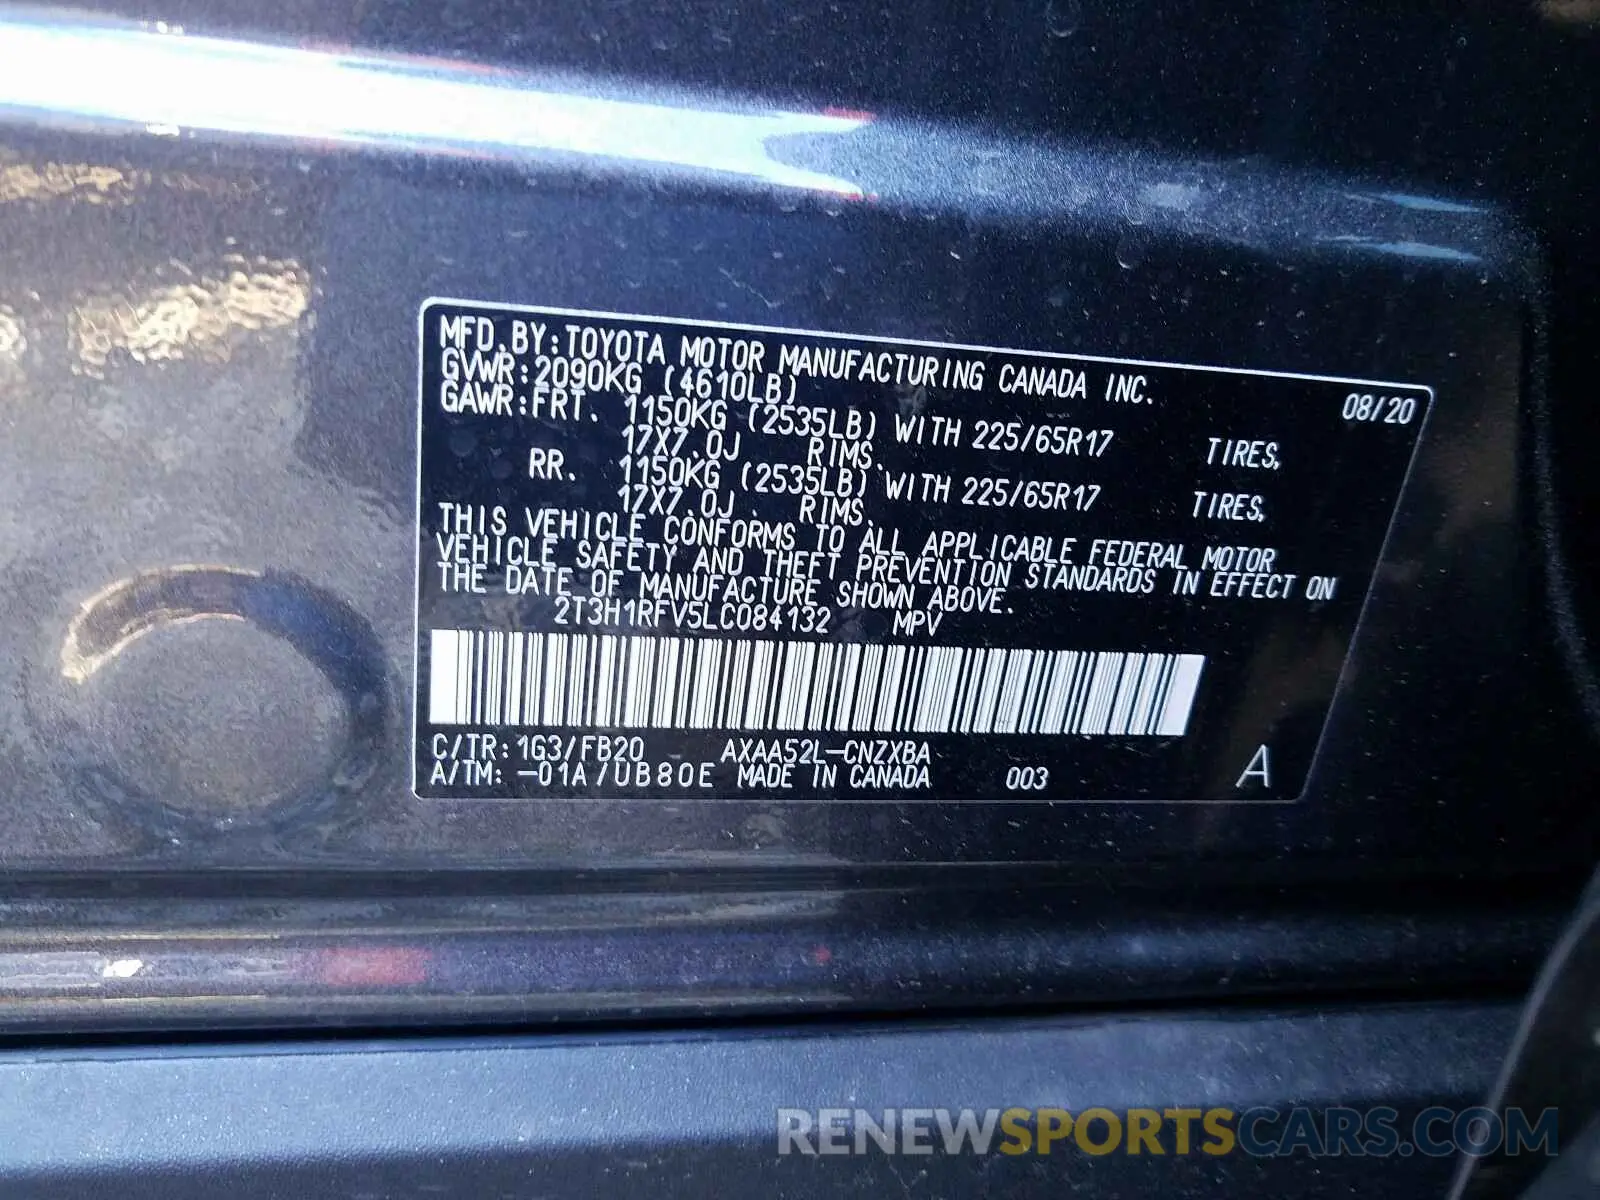 MFD.BY:TOYOTA MOTOR MANUFACTURING CANADA INC.
GVWR:2090KG (4610LB) 08/20
GAWR:FRT. 1150KG (2535LB) WITH 225/65R17 TIRES,
17X7.0J RIMS.
RR. 1150KG (2535LB) WITH 225/65R17 TIRES,
17X7.0J RIMS.
THIS VEHICLE CONFORMS TO ALL APPLICABLE FEDERAL MOTOR
VEHICLE SAFETY AND THEFT PREVENTION STANDARDS IN EFFECT ON
THE DATE OF MANUFACTURE SHOWN ABOVE.
2T3H1RFV5LC084132 MPV
C/TR:1G3/FB20 AXAA52L-CNZXBA
A/TM:-01A/UB80E MADE IN CANADA 003 A
RENEWSPORTSCARS.COM